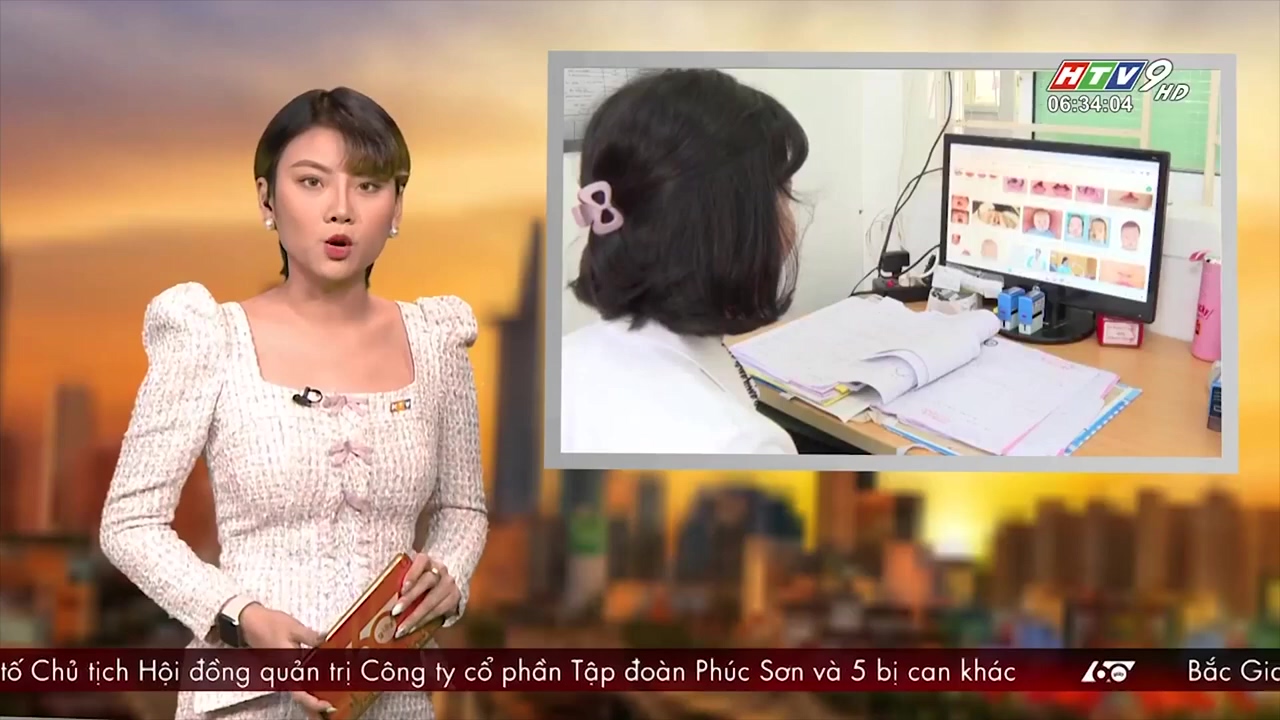 HTV9 HD
06:34:04
HTV
tố Chủ tịch Hội đồng quản trị Công ty cổ phần Tập đoàn Phúc Sơn và 5 bị can khác
Bắc Gia